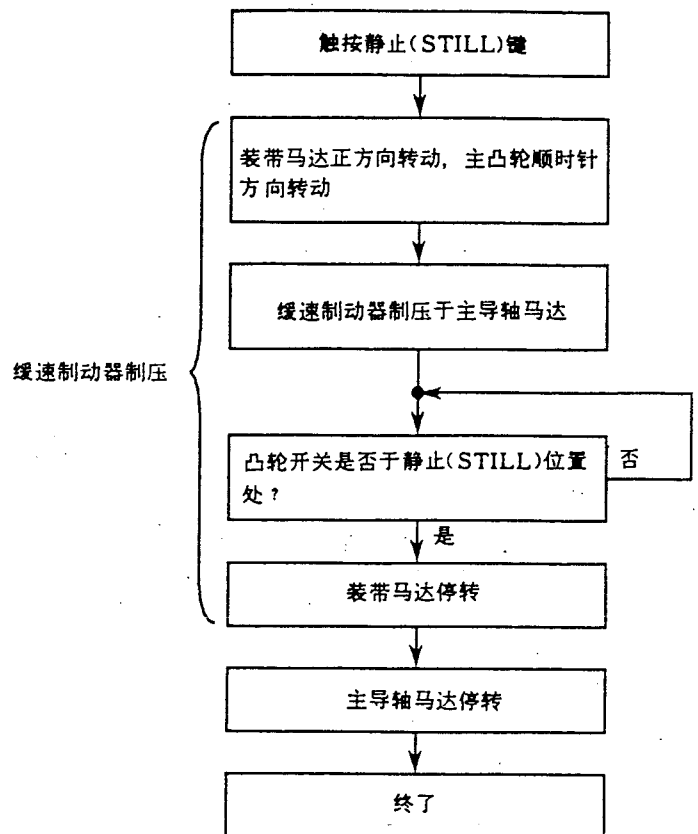 触按静止(STILL)键
装带马达正方向转动，主凸轮顺时针
方向转动
缓速制动器制压于主导轴马达
缓速制动器制压
凸轮开关是否于静止(STILL)位置
处？
否
是
装带马达停转
主导轴马达停转
终了